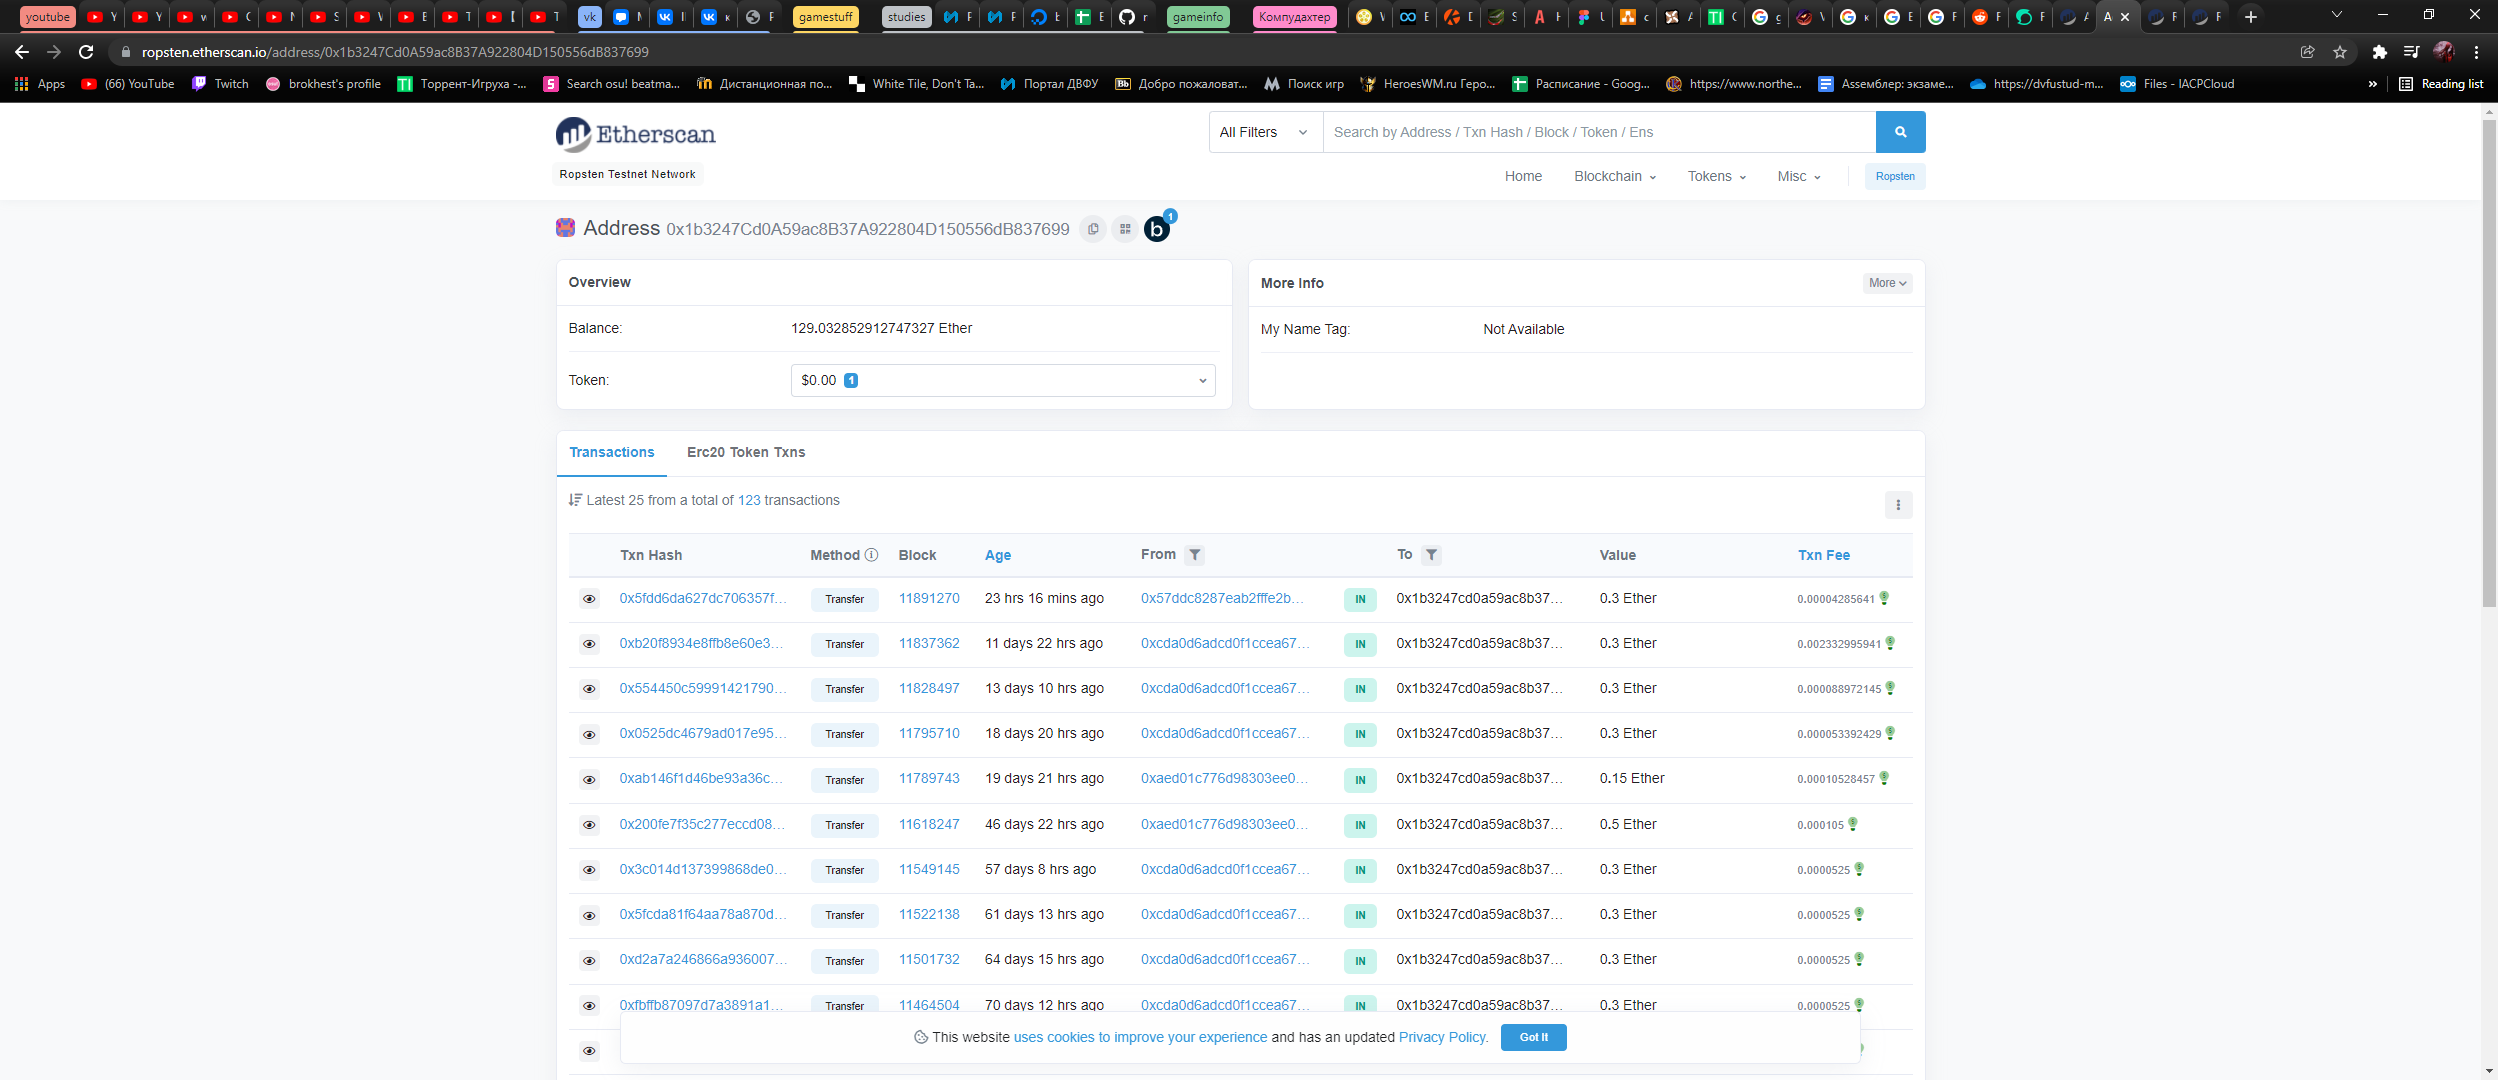 youtube
vk
gamestuff
studies
gameinfo
Компудахтер
ropsten.etherscan.io/address/0x1b3247Cd0A59ac8B37A922804D150556dB837699
Apps (66) YouTube Twitch brokhest's profile Торрент-Игруха -... Search osu! beatma... Дистанционная по... White Tile, Don't Ta... Портал ДВФУ Добро пожаловат... Поиск игр HeroesWM.ru Геро... Расписание - Goog... https://www.northe... Ассемблер: экзаме... https://dvfustud-m... Files - IACPCloud » Reading list
Etherscan
All Filters Search by Address / Txn Hash / Block / Token / Ens
Ropsten Testnet Network
Home Blockchain Tokens Misc Ropsten
Address 0x1b3247Cd0A59ac8B37A922804D150556dB837699 b 1
Overview
Balance: 129.032852912747327 Ether
Token: $0.00 1
More Info More
My Name Tag: Not Available
Transactions Erc20 Token Txns
Latest 25 from a total of 123 transactions
Txn Hash Method Block Age From To Value Txn Fee
0x5fdd6da627dc706357f... Transfer 11891270 23 hrs 16 mins ago 0x57ddc8287eab2fffe2b... IN 0x1b3247cd0a59ac8b37... 0.3 Ether 0.00004285641
0xb20f8934e8ffb8e60e3... Transfer 11837362 11 days 22 hrs ago 0xcda0d6adcd0f1ccea67... IN 0x1b3247cd0a59ac8b37... 0.3 Ether 0.002332995941
0x554450c59991421790... Transfer 11828497 13 days 10 hrs ago 0xcda0d6adcd0f1ccea67... IN 0x1b3247cd0a59ac8b37... 0.3 Ether 0.000088972145
0x0525dc4679ad017e95... Transfer 11795710 18 days 20 hrs ago 0xcda0d6adcd0f1ccea67... IN 0x1b3247cd0a59ac8b37... 0.3 Ether 0.000053392429
0xab146f1d46be93a36c... Transfer 11789743 19 days 21 hrs ago 0xaed01c776d98303ee0... IN 0x1b3247cd0a59ac8b37... 0.15 Ether 0.00010528457
0x200fe7f35c277eccd08... Transfer 11618247 46 days 22 hrs ago 0xaed01c776d98303ee0... IN 0x1b3247cd0a59ac8b37... 0.5 Ether 0.000105
0x3c014d137399868de0... Transfer 11549145 57 days 8 hrs ago 0xcda0d6adcd0f1ccea67... IN 0x1b3247cd0a59ac8b37... 0.3 Ether 0.0000525
0x5fcda81f64aa78a870d... Transfer 11522138 61 days 13 hrs ago 0xcda0d6adcd0f1ccea67... IN 0x1b3247cd0a59ac8b37... 0.3 Ether 0.0000525
0xd2a7a246866a936007... Transfer 11501732 64 days 15 hrs ago 0xcda0d6adcd0f1ccea67... IN 0x1b3247cd0a59ac8b37... 0.3 Ether 0.0000525
0xfbffb87097d7a3891a1... Transfer 11464504 70 days 12 hrs ago 0xcda0d6adcd0f1ccea67... IN 0x1b3247cd0a59ac8b37... 0.3 Ether 0.0000525
This website uses cookies to improve your experience and has an updated Privacy Policy. Got It